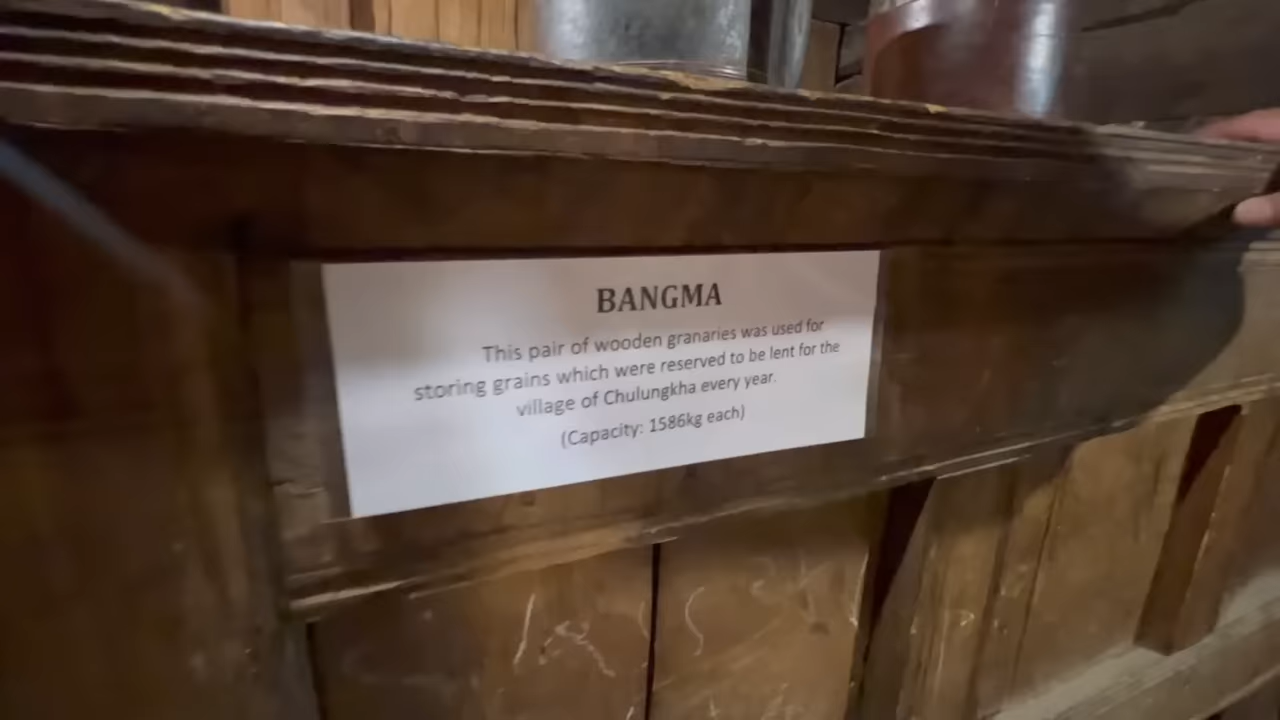 BANGMA
This pair of wooden granaries was used for
storing grains which were reserved to be lent for the
village of Chulungkha every year.
(Capacity: 1586kg each)